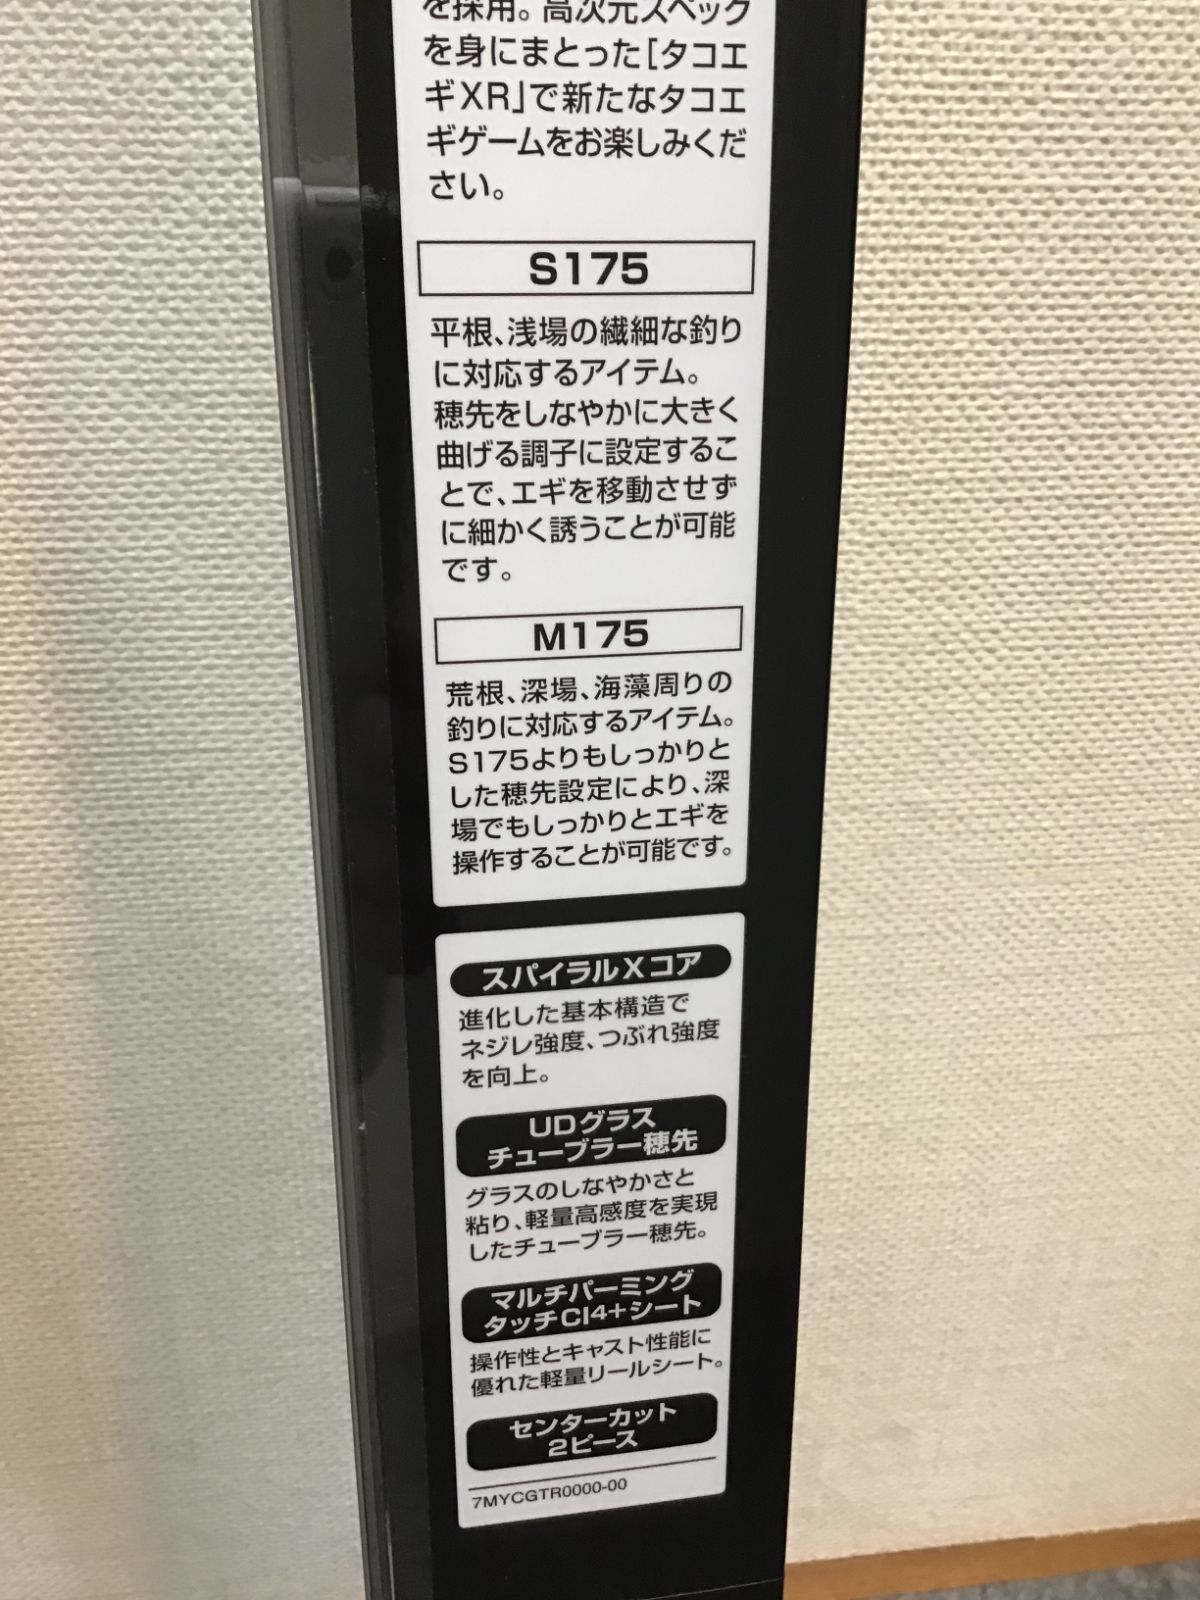 を採用。高次元スペック
を身にまとった[タコエ
ギXR」で新たなタコエ
ギゲームをお楽しみくだ
さい。
S175
平根、浅場の繊細な釣り
に対応するアイテム。
穂先をしなやかに大きく
曲げる調子に設定するこ
とで、エギを移動させず
に細かく誘うことが可能
です。
M175
荒根、深場、海藻周りの
釣りに対応するアイテム。
S175よりもしっかりと
した穂先設定により、深
場でもしっかりとエギを
操作することが可能です。
スパイラルXコア
進化した基本構造で
ネジレ強度、つぶれ強度
を向上。
UDグラス
チューブラー穂先
グラスのしなやかさと
粘り、軽量高感度を実現
したチューブラー穂先。
マルチパーミング
タッチCI4+シート
操作性とキャスト性能に
優れた軽量リールシート。
センターカット
2ピース
7MYCGTR0000-00